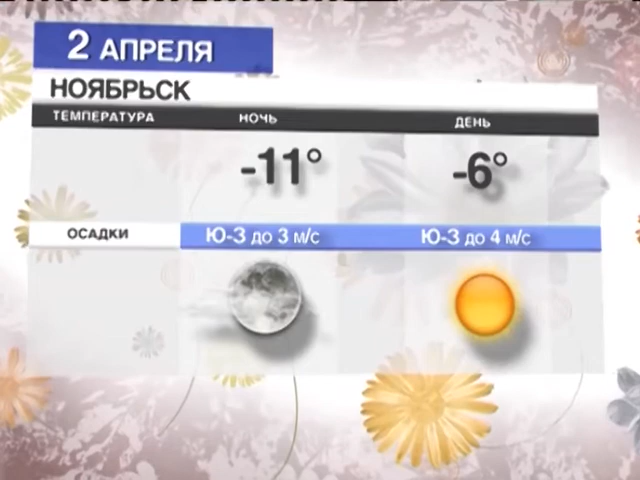 2 АПРЕЛЯ
НОЯБРЬСК
ТЕМПЕРАТУРА НОЧЬ ДЕНЬ
-11° -6°
ОСАДКИ Ю-З ДО 3 М/С Ю-З ДО 4 М/С